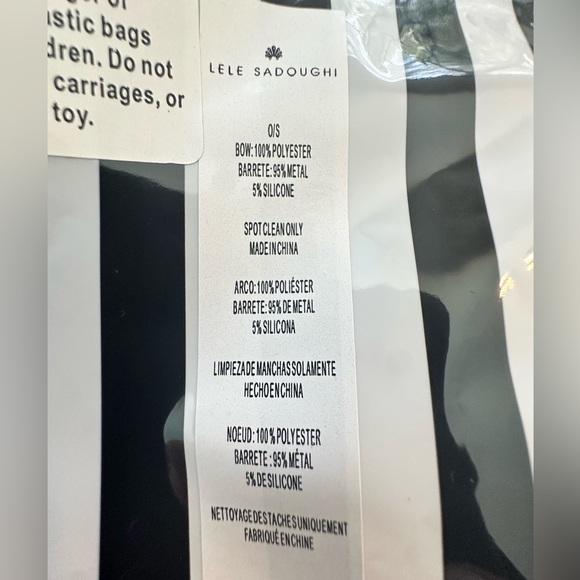 astic bags
dren. Do not
carriages, or
toy.
LELE SADOUGHI
O/S
BOW: 100% POLYESTER
BARRETE: 95% METAL
5% SILICONE
SPOT CLEAN ONLY
MADE IN CHINA
ARCO: 100% POLIÉSTER
BARRETE: 95% DE METAL
5% SILICONA
LIMPIEZA DE MANCHAS SOLAMENTE
HECHO EN CHINA
NOEUD: 100% POLYESTER
BARRETE : 95% MÉTAL
5% DE SILICONE
NETTOYAGE DES TACHES UNIQUEMENT
FABRIQUÉ EN CHINE